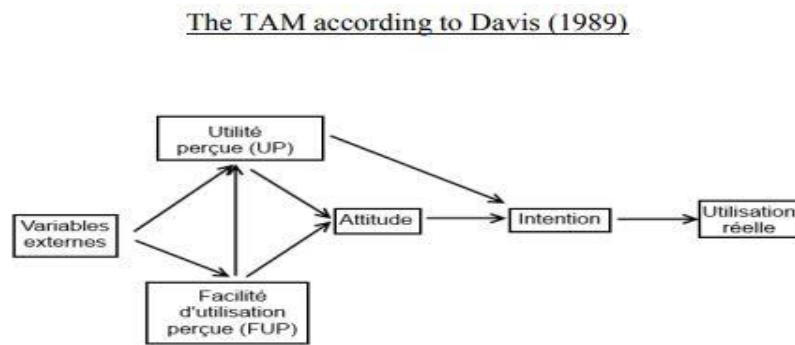 The TAM according to Davis (1989)
Utilité
perçue (UP)
Variables
externes
Attitude
Intention
Utilisation
réelle
Facilité
d'utilisation
perçue (FUP)